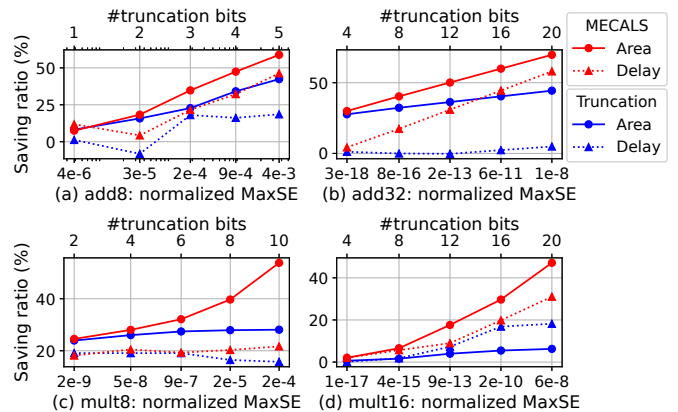 #truncation bits
1 2 3 4 5
Saving ratio (%)
50
25
0
4e-6 3e-5 2e-4 9e-4 4e-3
(a) add8: normalized MaxSE
#truncation bits
4 8 12 16 20
50
0
3e-18 8e-16 2e-13 6e-11 1e-8
(b) add32: normalized MaxSE
MECALS
Area
Delay
Truncation
Area
Delay
#truncation bits
2 4 6 8 10
Saving ratio (%)
40
20
2e-9 5e-8 9e-7 2e-5 2e-4
(c) mult8: normalized MaxSE
#truncation bits
4 8 12 16 20
40
20
0
1e-17 4e-15 9e-13 2e-10 6e-8
(d) mult16: normalized MaxSE